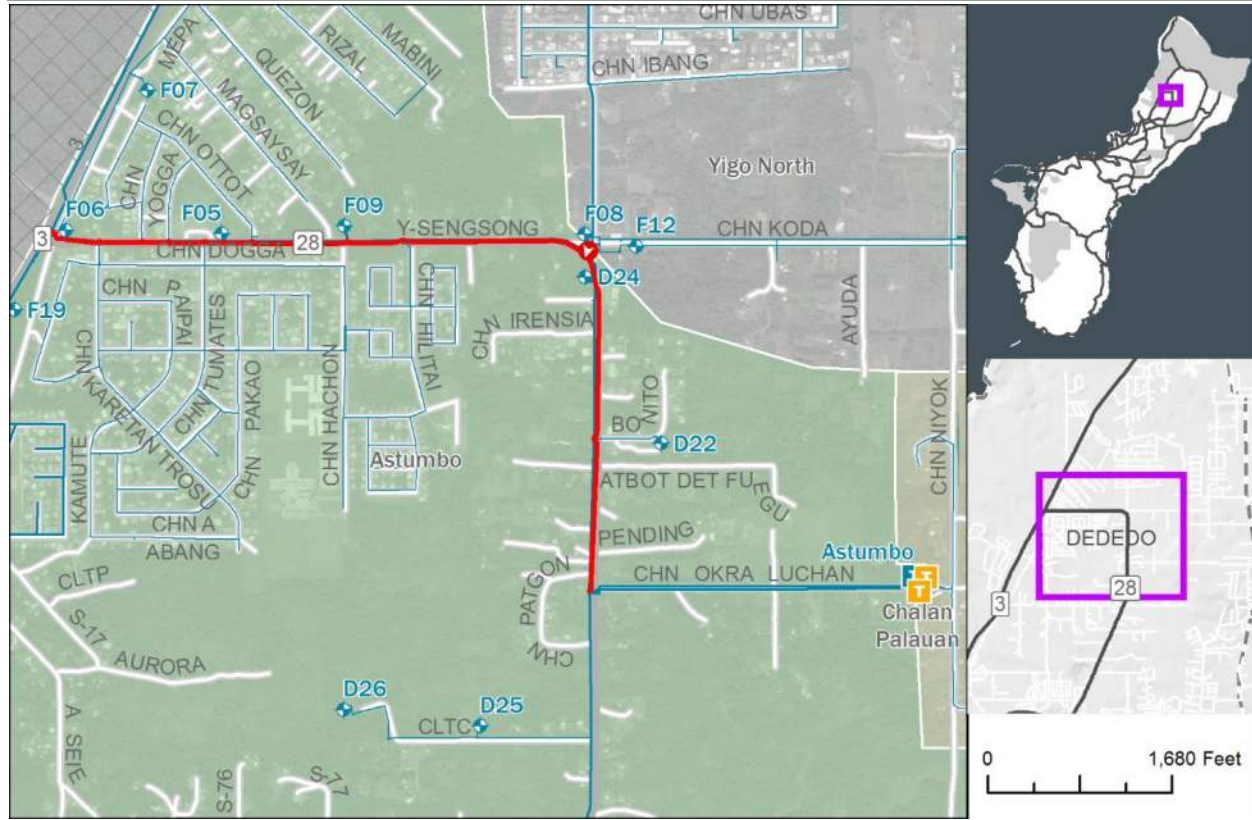 CHN UBAS
MEPA
RIZAL
MABINI
QUEZON
CHN IBANG
F07
MAGSAYSAY
3
CHN OTTOT
CHN
YOGGA
Yigo North
F06
F05
F09
Y-SENGSONG
F08
F12
CHN KODA
3
CHN DOGGA
28
D24
F19
CHN PAIPAI
CHN TUMATES
CHN HILITAI
CHN IRENSIA
AYUDA
CHN KARETAN TROSU
CHN PAKAO
CHN HACHON
BONITO
D22
CHN NIYOK
KAMUTE
Astumbo
ATBOT DET FUEGU
CHN A
ABANG
PENDING
Astumbo
CLTP
CHN PATGON
CHN OKRA LUCHAN
T
T
Chalan
Palauan
S-17
AURORA
D26
D25
CLTC
A SEIE
S-76
S-77
DEDEDO
3
28
0
1,680 Feet